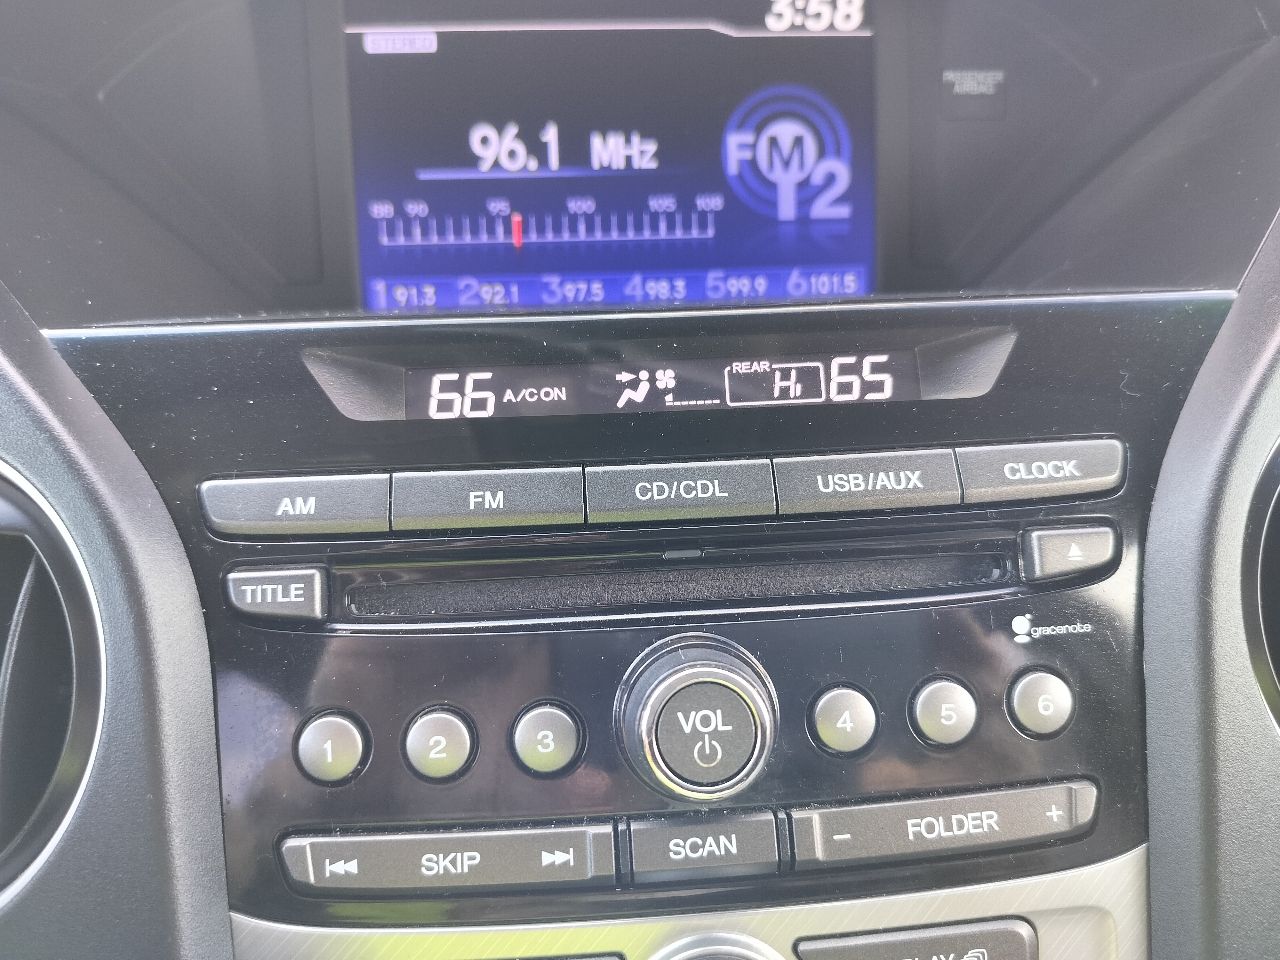 3:58
STEREO
PASSENGER
AIRBAG
96.1 MHz
FM 2
88 90 95 100 105 108
1 91.3 2 92.1 3 97.5 4 98.3 5 99.9 6 101.5
66 A/C ON REAR Hi 65
AM FM CD/CDL USB/AUX CLOCK
TITLE
gracenote
1 2 3 VOL 4 5 6
SKIP SCAN − FOLDER +